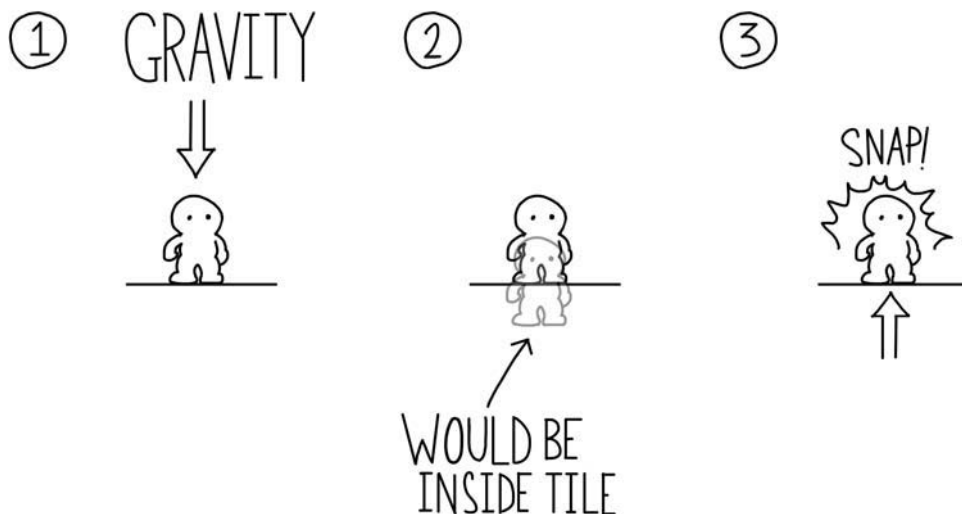 1
GRAVITY
2
WOULD BE
INSIDE TILE
3
SNAP!